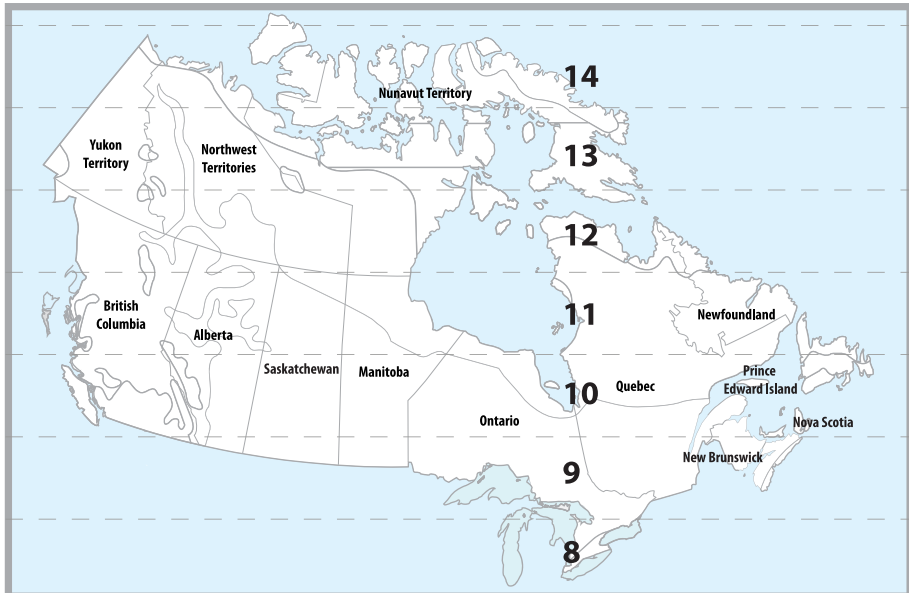 14
Nunavut Territory
Yukon
Territory
Northwest
Territories
13
12
British
Columbia
11
Newfoundland
Alberta
Saskatchewan
Manitoba
Prince
Edward Island
Quebec
10
Ontario
Nova Scotia
New Brunswick
9
8